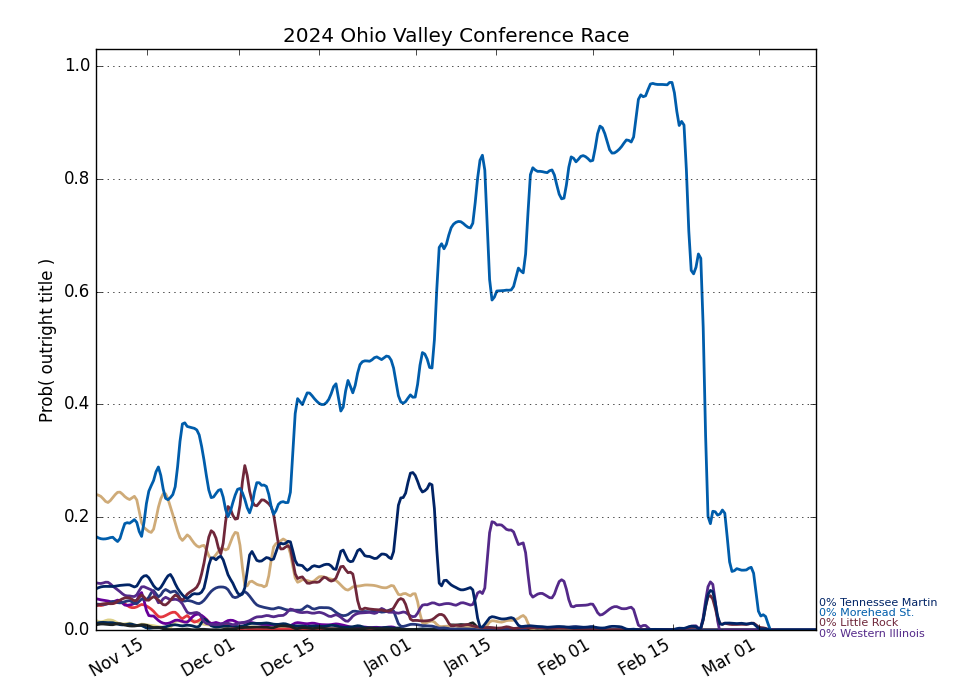 2024 Ohio Valley Conference Race
Prob( outright title )
1.0
0.8
0.6
0.4
0.2
0.0
0% Tennessee Martin
0% Morehead St.
0% Little Rock
0% Western Illinois
Nov 15
Dec 01
Dec 15
Jan 01
Jan 15
Feb 01
Feb 15
Mar 01